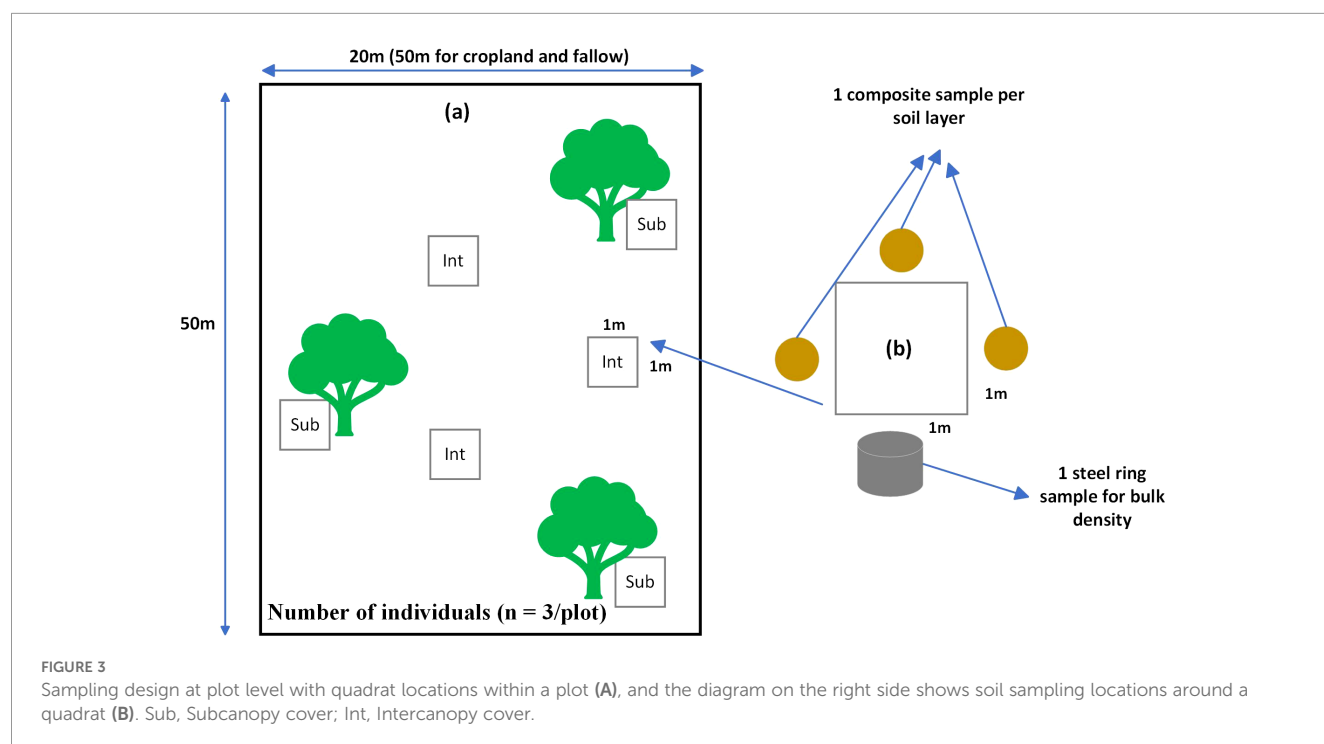 20m (50m for cropland and fallow)
(a)
50m
Sub
Int
1m
Int
1m
Sub
Int
Sub
Number of individuals (n = 3/plot)
1 composite sample per
soil layer
(b)
1m
1m
1 steel ring
sample for bulk
density
FIGURE 3
Sampling design at plot level with quadrat locations within a plot (A), and the diagram on the right side shows soil sampling locations around a
quadrat (B). Sub, Subcanopy cover; Int, Intercanopy cover.